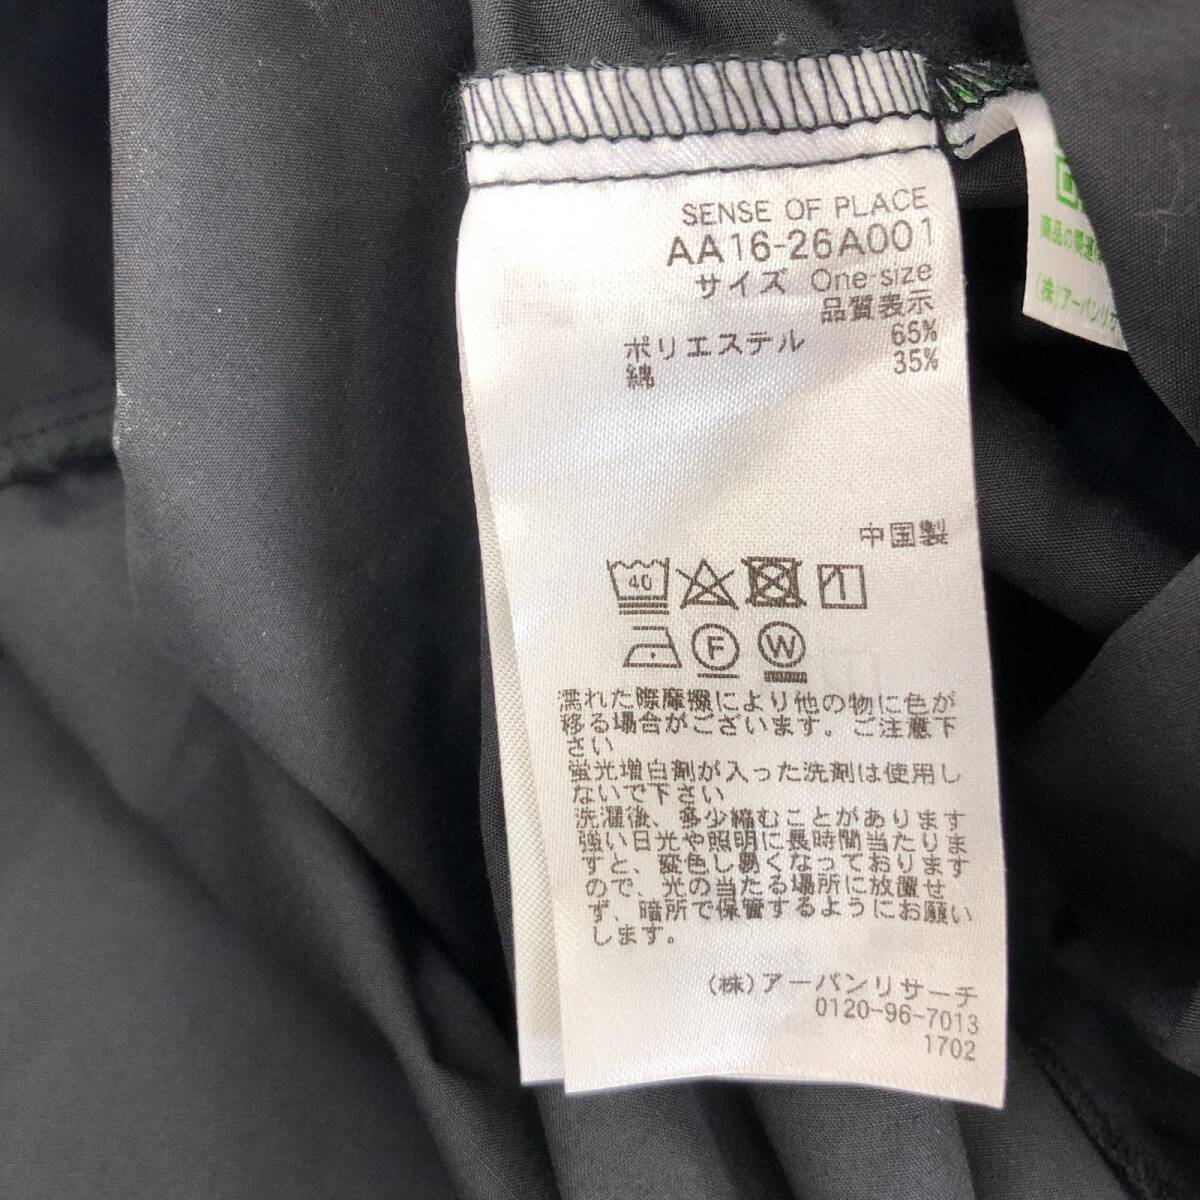 SENSE OF PLACE
AA16-26A001
サイズ One-size
品質表示
ポリエステル 65%
綿 35%
中国製
40
F W
濡れた際摩擦により他の物に色が
移る場合がございます。ご注意下
さい
蛍光増白剤が入った洗剤は使用し
ないで下さい
洗濯後、多少縮むことがあります
強い日光や照明に長時間当たりま
すと、変色し易くなっております
ので、光の当たる場所に放置せ
ず、暗所で保管するようにお願い
します。
(株)アーバンリサーチ
0120-96-7013
1702
商品の
(株)アーバンリサ